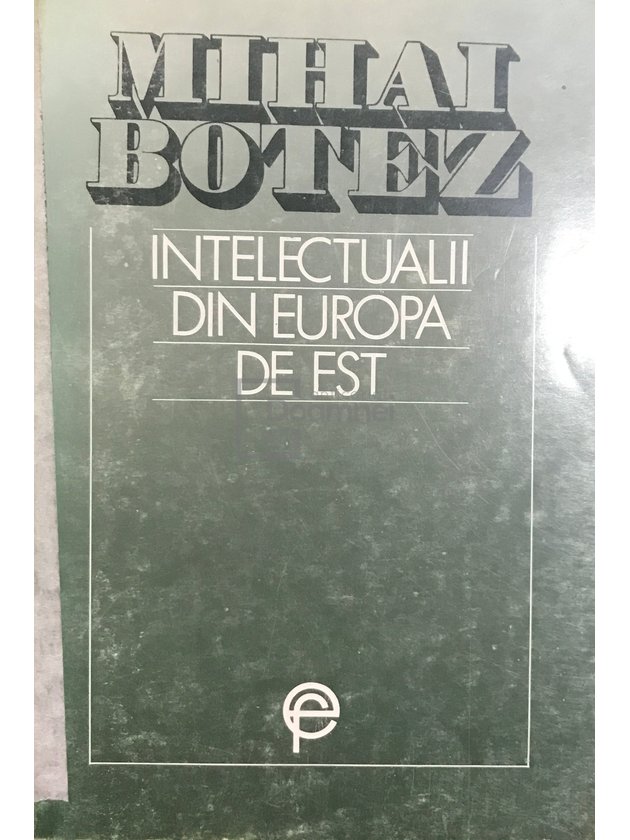 MIHAI
BOTEZ
INTELECTUALII
DIN EUROPA
DE EST